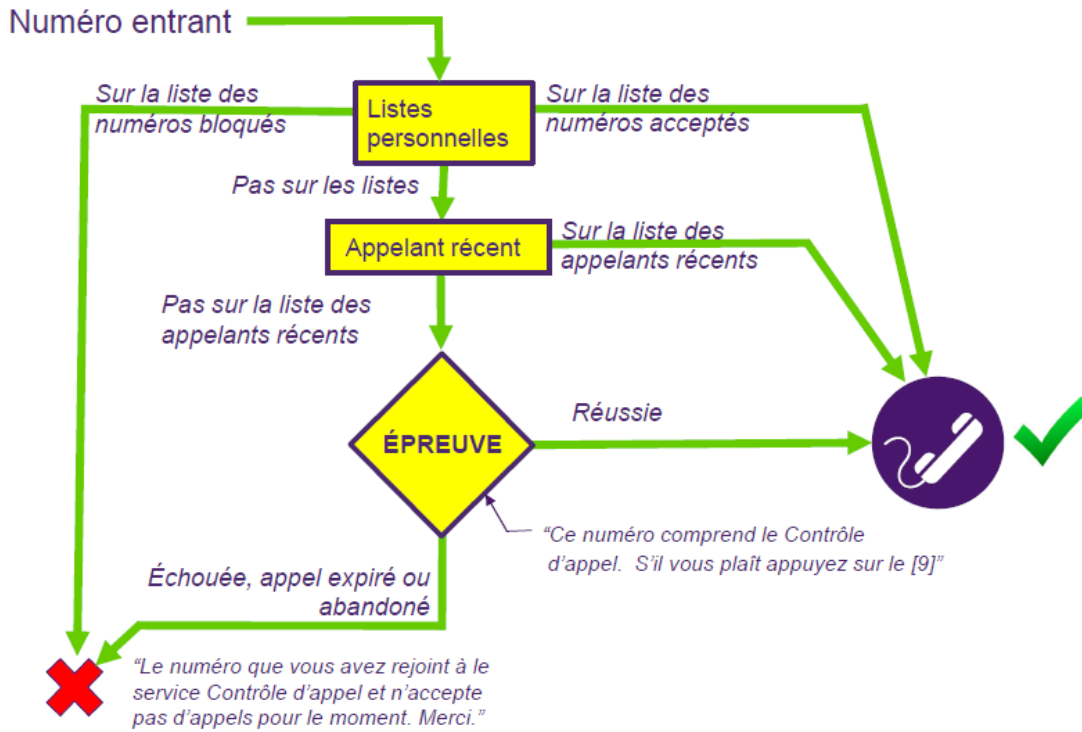 Numéro entrant
Sur la liste des
numéros bloqués
Listes
personnelles
Sur la liste des
numéros acceptés
Pas sur les listes
Appelant récent
Sur la liste des
appelants récents
Pas sur la liste des
appelants récents
ÉPREUVE
Réussie
“Ce numéro comprend le Contrôle
d’appel. S’il vous plaît appuyez sur le [9]”
Échouée, appel expiré ou
abandoné
“Le numéro que vous avez rejoint à le
service Contrôle d’appel et n’accepte
pas d’appels pour le moment. Merci.”